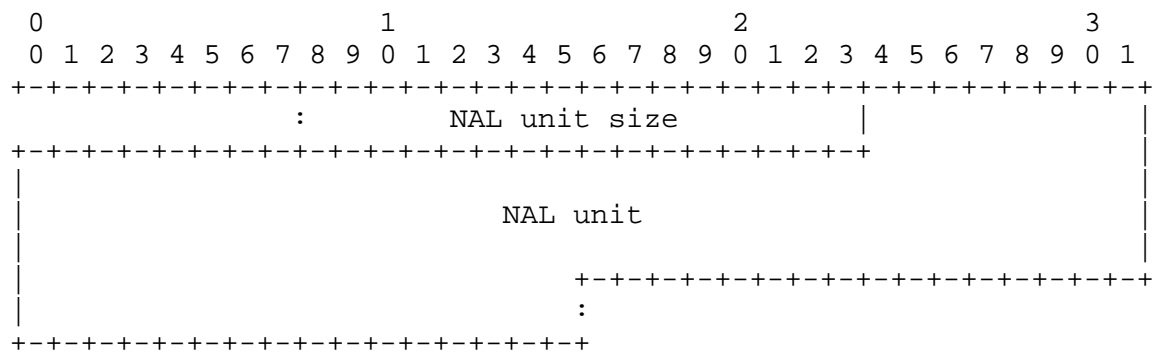 0                   1                   2                   3
 0 1 2 3 4 5 6 7 8 9 0 1 2 3 4 5 6 7 8 9 0 1 2 3 4 5 6 7 8 9 0 1
+-+-+-+-+-+-+-+-+-+-+-+-+-+-+-+-+-+-+-+-+-+-+-+-+-+-+-+-+-+-+-+-+
                :        NAL unit size          |               |
+-+-+-+-+-+-+-+-+-+-+-+-+-+-+-+-+-+-+-+-+-+-+-+-+               |
|                                                               |
|                           NAL unit                            |
|                                                               |
|                               +-+-+-+-+-+-+-+-+-+-+-+-+-+-+-+-+
|                               :
+-+-+-+-+-+-+-+-+-+-+-+-+-+-+-+-+